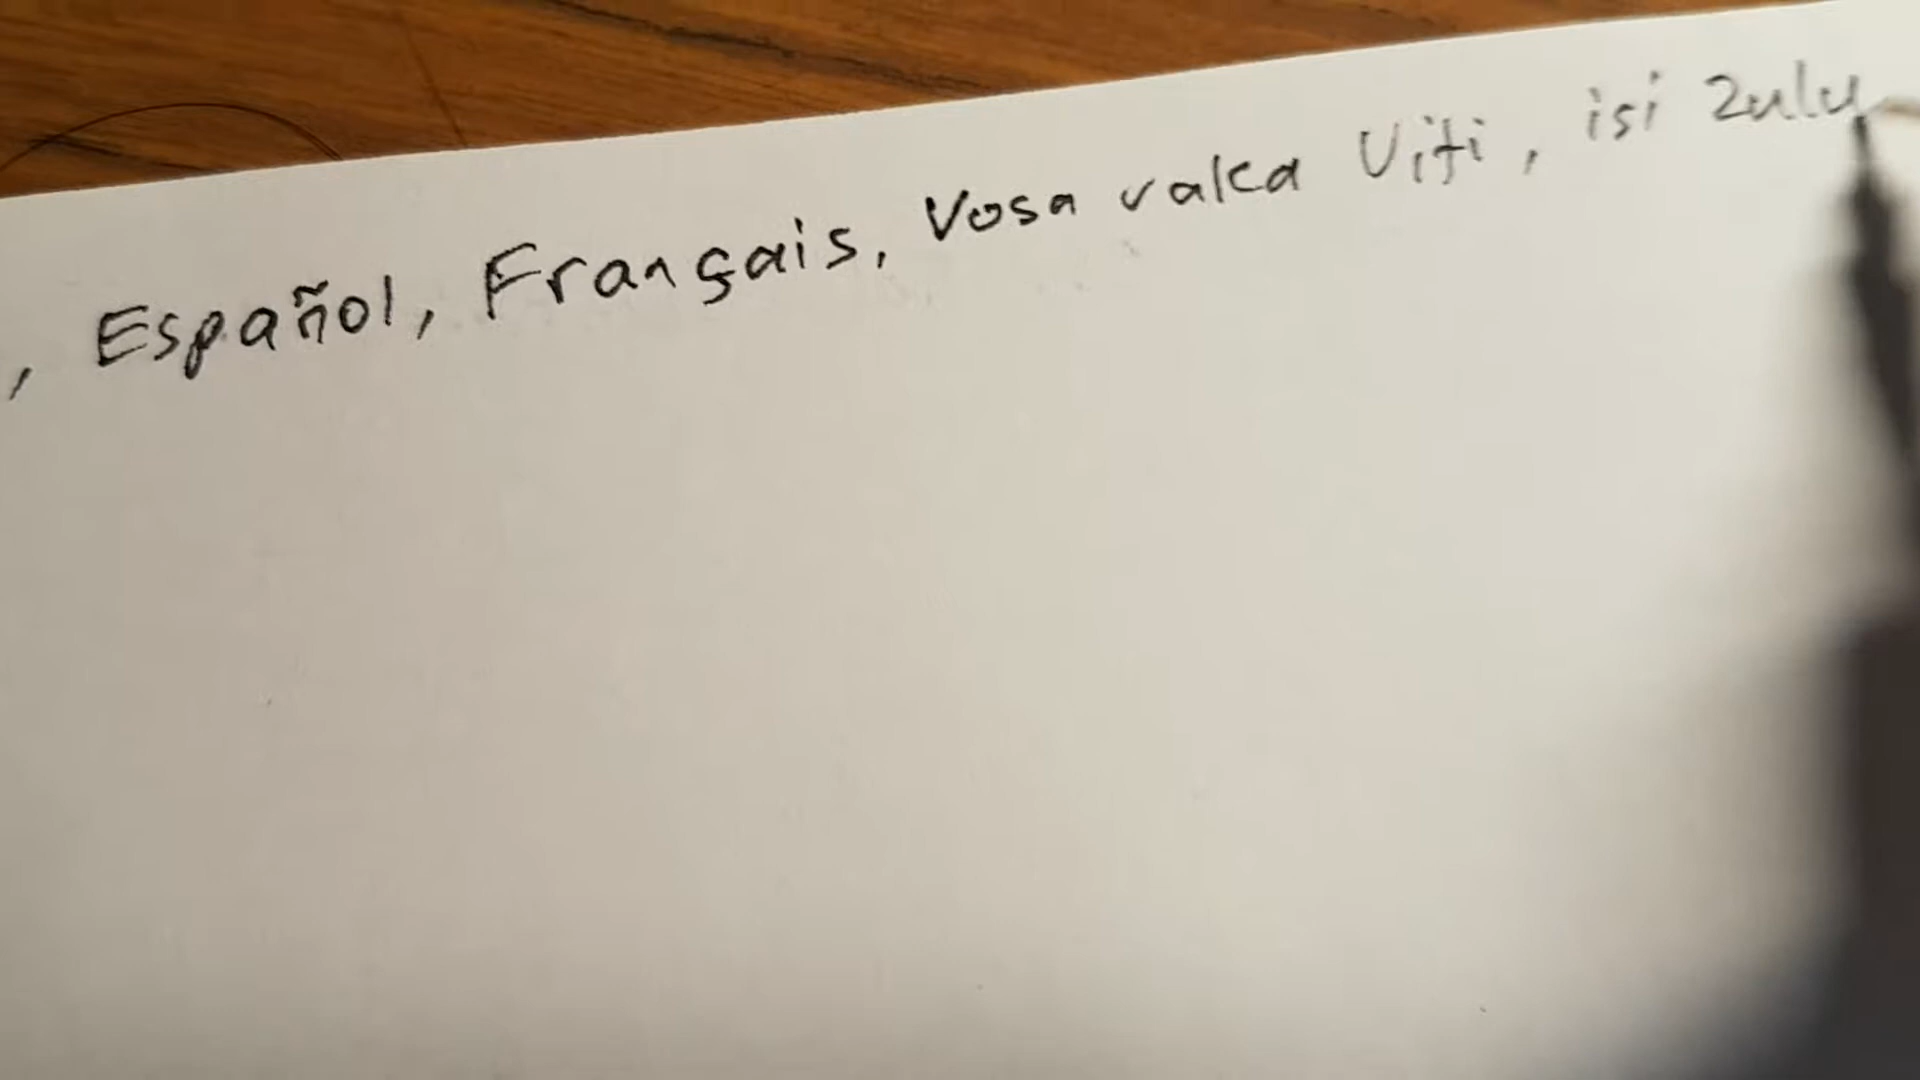 , Español, Français, Vosa vaka Viti, isi Zulu